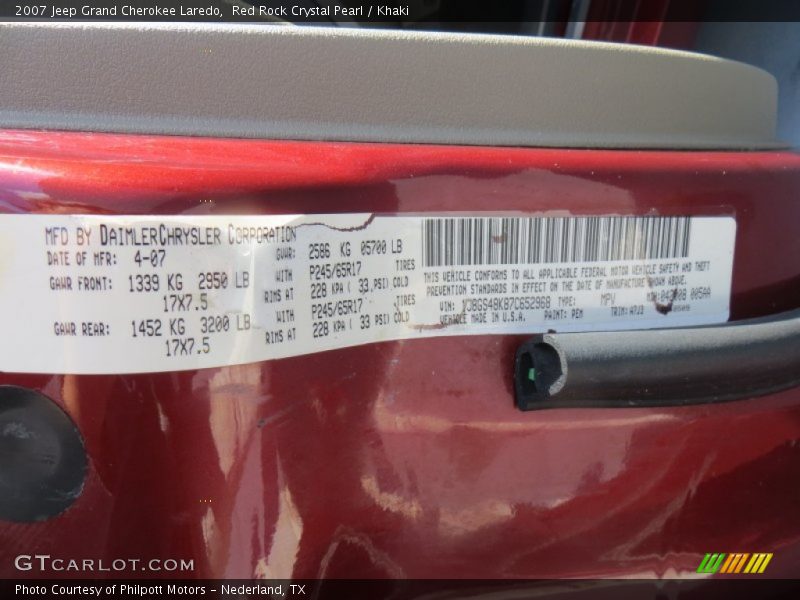 2007 Jeep Grand Cherokee Laredo, Red Rock Crystal Pearl / Khaki
MFD BY DAIMLERCHRYSLER CORPORATION
DATE OF MFR: 4-07
GVWR: 2586 KG 05700 LB
GAWR FRONT: 1339 KG 2950 LB
WITH P245/65R17 TIRES
17X7.5
RIMS AT 228 KPA ( 33 PSI) COLD
GAWR REAR: 1452 KG 3200 LB
WITH P245/65R17 TIRES
17X7.5
RIMS AT 228 KPA ( 33 PSI) COLD
THIS VEHICLE CONFORMS TO ALL APPLICABLE FEDERAL MOTOR VEHICLE SAFETY AND THEFT
PREVENTION STANDARDS IN EFFECT ON THE DATE OF MANUFACTURE SHOWN ABOVE.
VIN: 1J8GS48K87C652968 TYPE: MPV 005AA
VEHICLE MADE IN U.S.A. PAINT: PEM TRIM:
GTCARLOT.COM
Photo Courtesy of Philpott Motors - Nederland, TX